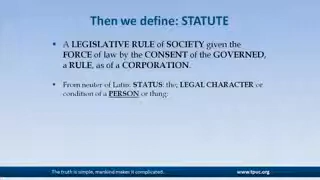 Then we define: STATUTE
• A LEGISLATIVE RULE of SOCIETY given the
FORCE of law by the CONSENT of the GOVERNED,
a RULE, as of a CORPORATION.
• From neuter of Latin STATUS: the; LEGAL CHARACTER or
condition of a PERSON or thing:
The truth is simple, mankind makes it complicated.
www.tpuc.org